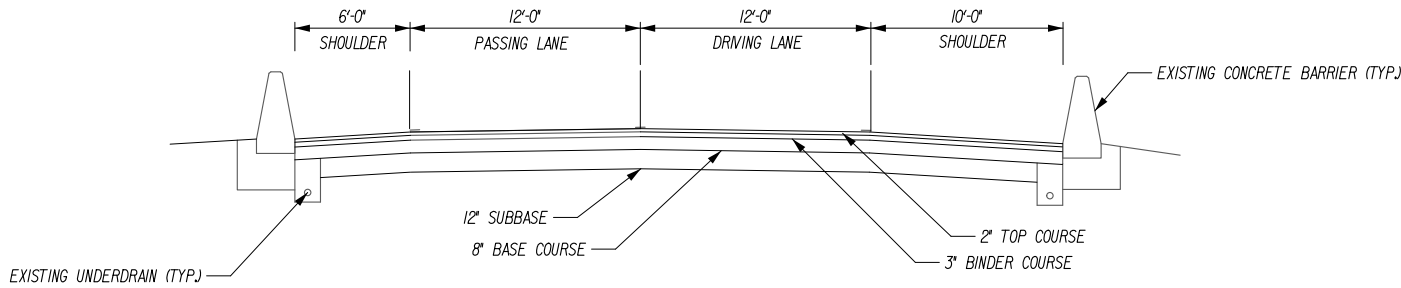 6'-0"
12'-0"
12'-0"
10'-0"
SHOULDER
PASSING LANE
DRIVING LANE
SHOULDER
EXISTING CONCRETE BARRIER (TYP.)
12" SUBBASE
2" TOP COURSE
8" BASE COURSE
3" BINDER COURSE
EXISTING UNDERDRAIN (TYP.)